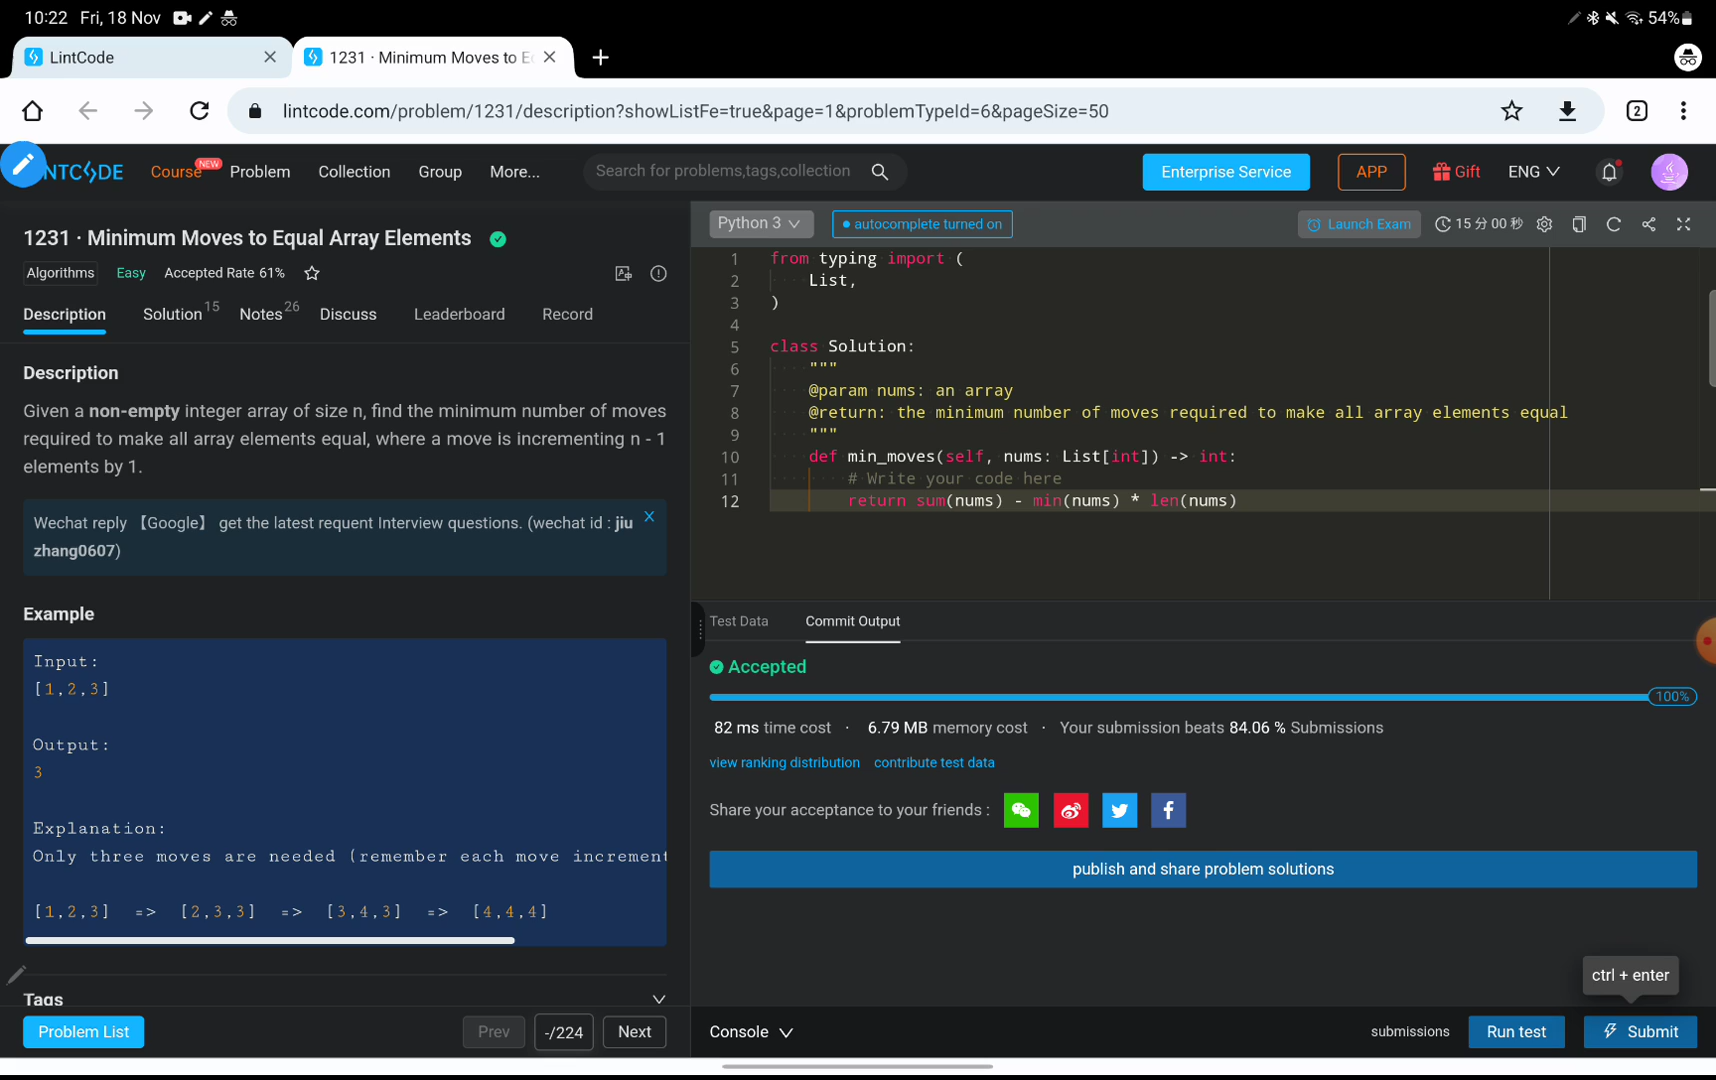 10:22 Fri, 18 Nov
54%
LintCode
1231 · Minimum Moves to E
2
lintcode.com/problem/1231/description?showListFe=true&page=1&problemTypeId=6&pageSize=50
NTCODE
Course
NEW
Problem
Collection
Group
More...
Search for problems,tags,collection
Enterprise Service
APP
Gift
ENG
1231 · Minimum Moves to Equal Array Elements
Algorithms
Easy
Accepted Rate 61%
Description
Solution 15
Notes 26
Discuss
Leaderboard
Record
Description
Given a non-empty integer array of size n, find the minimum number of moves
required to make all array elements equal, where a move is incrementing n - 1
elements by 1.
Wechat reply 【Google】 get the latest requent Interview questions. (wechat id : jiu
zhang0607)
Example
Input:
[1,2,3]
Output:
3
Explanation:
Only three moves are needed (remember each move increment
[1,2,3] => [2,3,3] => [3,4,3] => [4,4,4]
Tags
Problem List
Prev
-/224
Next
Python 3
autocomplete turned on
Launch Exam
15 分 00 秒
1 from typing import (
2 List,
3 )
4
5 class Solution:
6 """
7 @param nums: an array
8 @return: the minimum number of moves required to make all array elements equal
9 """
10 def min_moves(self, nums: List[int]) -> int:
11 # Write your code here
12 return sum(nums) - min(nums) * len(nums)
Test Data
Commit Output
Accepted
100%
82 ms time cost · 6.79 MB memory cost · Your submission beats 84.06 % Submissions
view ranking distribution
contribute test data
Share your acceptance to your friends :
publish and share problem solutions
ctrl + enter
Console
submissions
Run test
Submit